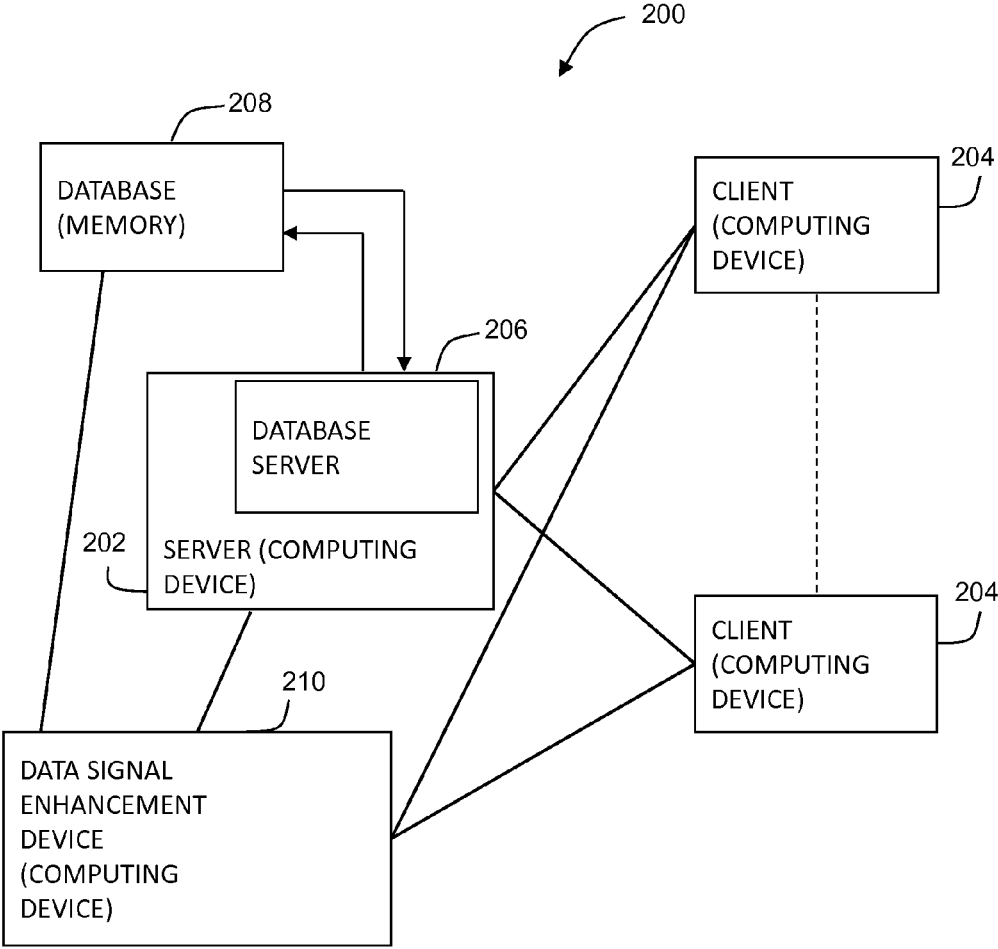 200
208
DATABASE
(MEMORY)
204
CLIENT
(COMPUTING
DEVICE)
206
DATABASE
SERVER
202
SERVER (COMPUTING
DEVICE)
204
CLIENT
(COMPUTING
DEVICE)
210
DATA SIGNAL
ENHANCEMENT
DEVICE
(COMPUTING
DEVICE)